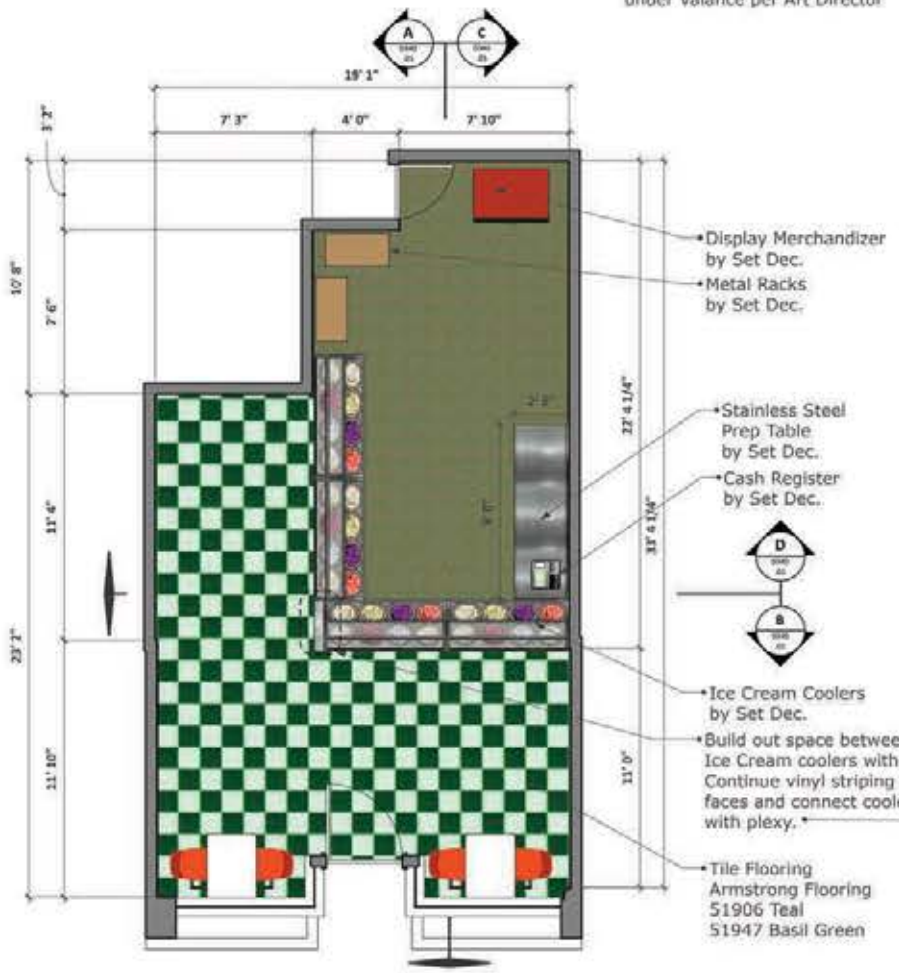 under Valance per Art Director
A
C
19' 1"
7' 3"
4' 0"
7' 10"
3' 2"
10' 8"
7' 6"
Display Merchandizer
by Set Dec.
Metal Racks
by Set Dec.
22' 4 1/4"
33' 4 1/4"
Stainless Steel
Prep Table
by Set Dec.
Cash Register
by Set Dec.
11' 4"
23' 2"
D
B
Ice Cream Coolers
by Set Dec.
Build out space betwee
Ice Cream coolers with
Continue vinyl striping
faces and connect coole
with plexy.
11' 10"
11' 0"
Tile Flooring
Armstrong Flooring
51906 Teal
51947 Basil Green